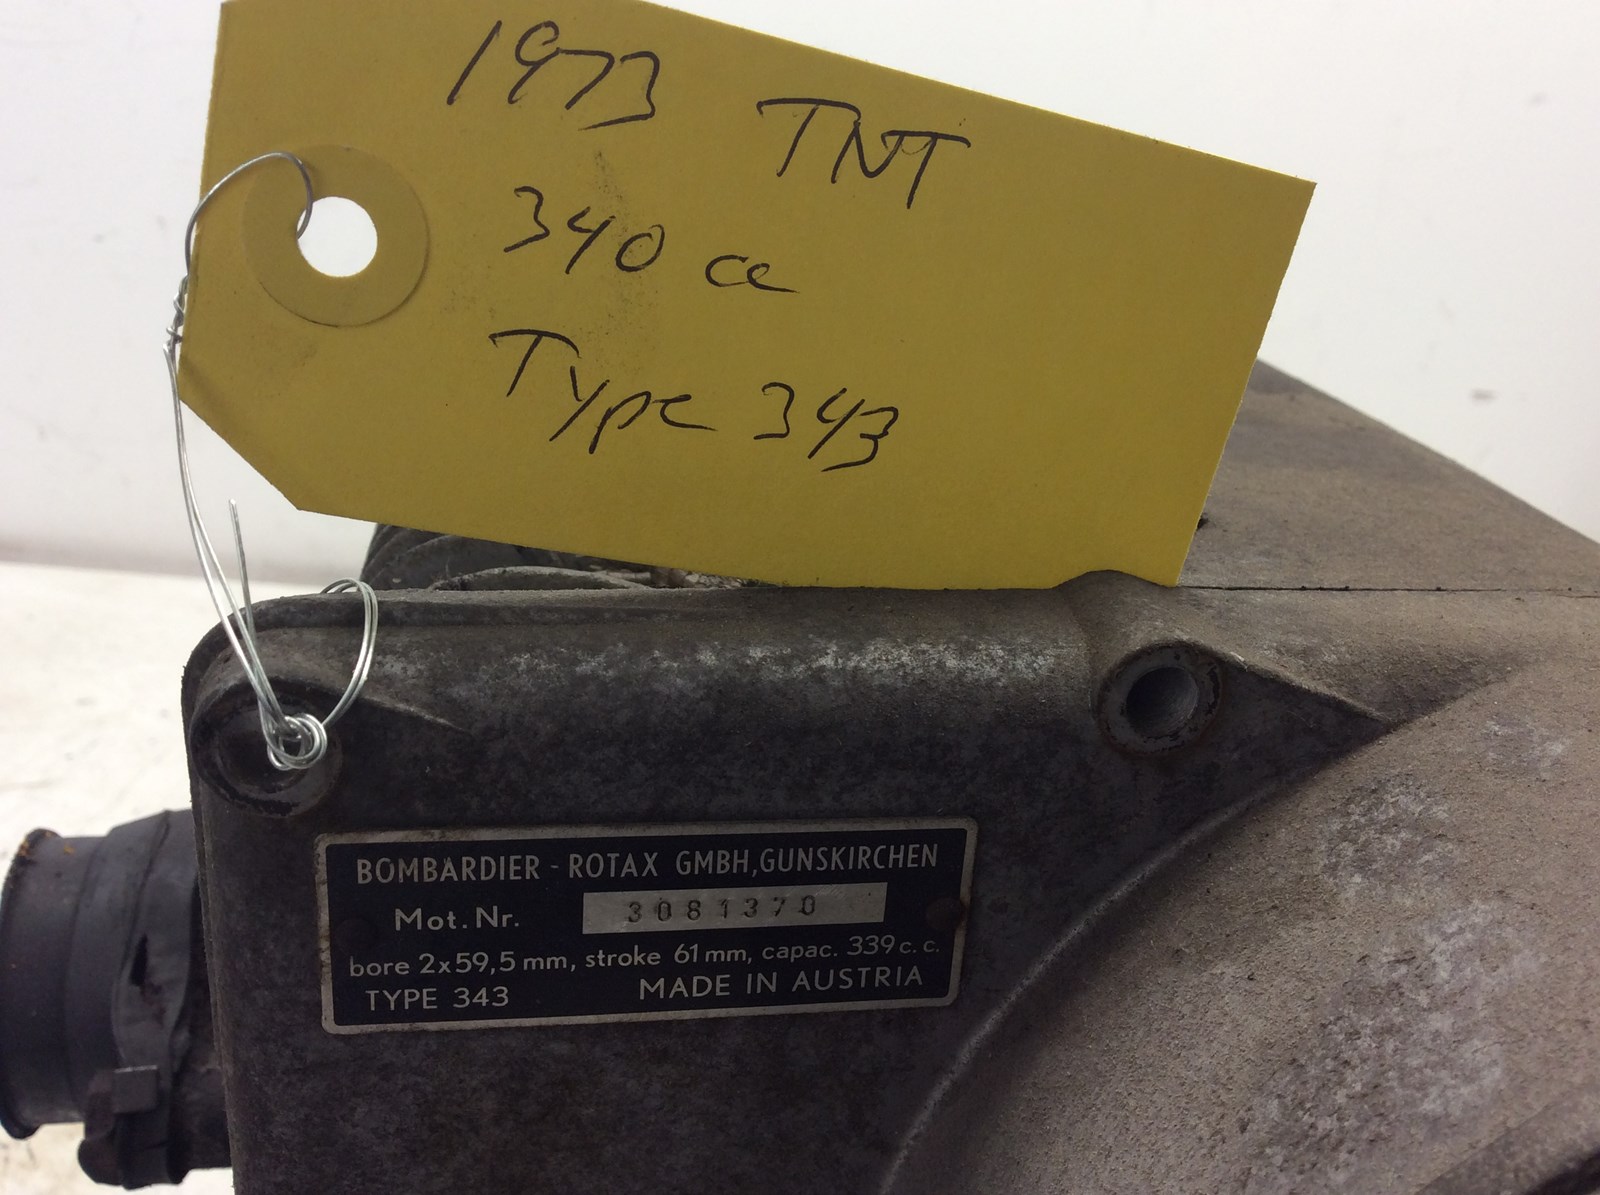 1973 TNT
340 cc
Type 343
BOMBARDIER - ROTAX GMBH, GUNSKIRCHEN
Mot. Nr. 3081370
bore 2x59,5 mm, stroke 61 mm, capac. 339 c. c.
TYPE 343 MADE IN AUSTRIA